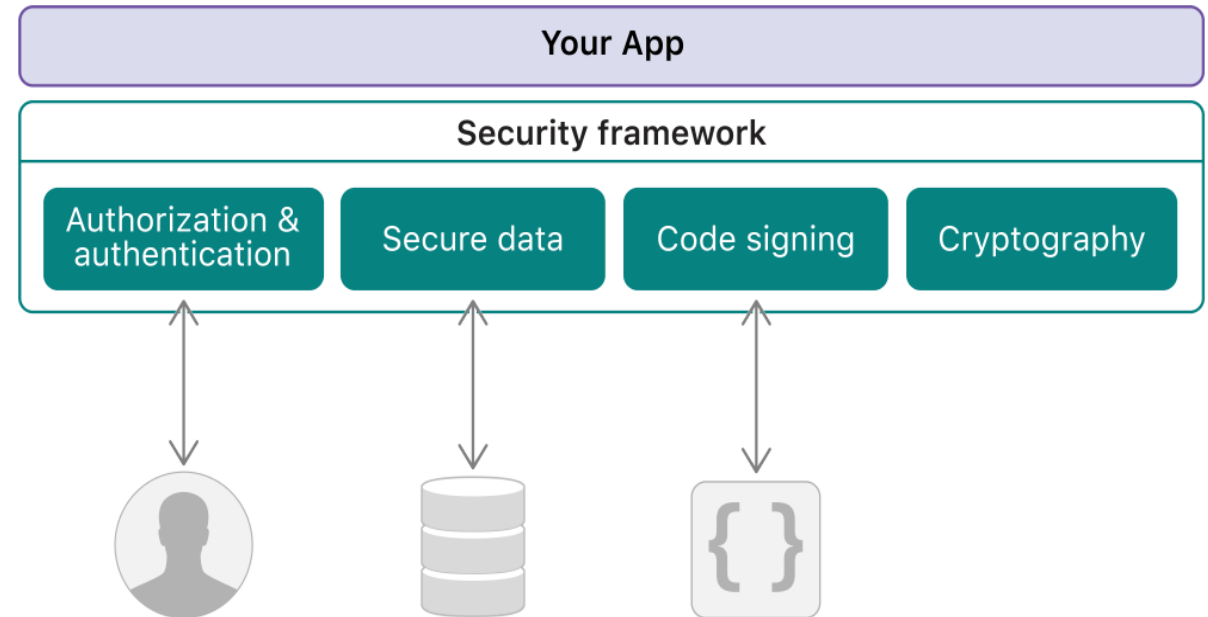 Your App
Security framework
Authorization &
authentication
Secure data
Code signing
Cryptography
{ }